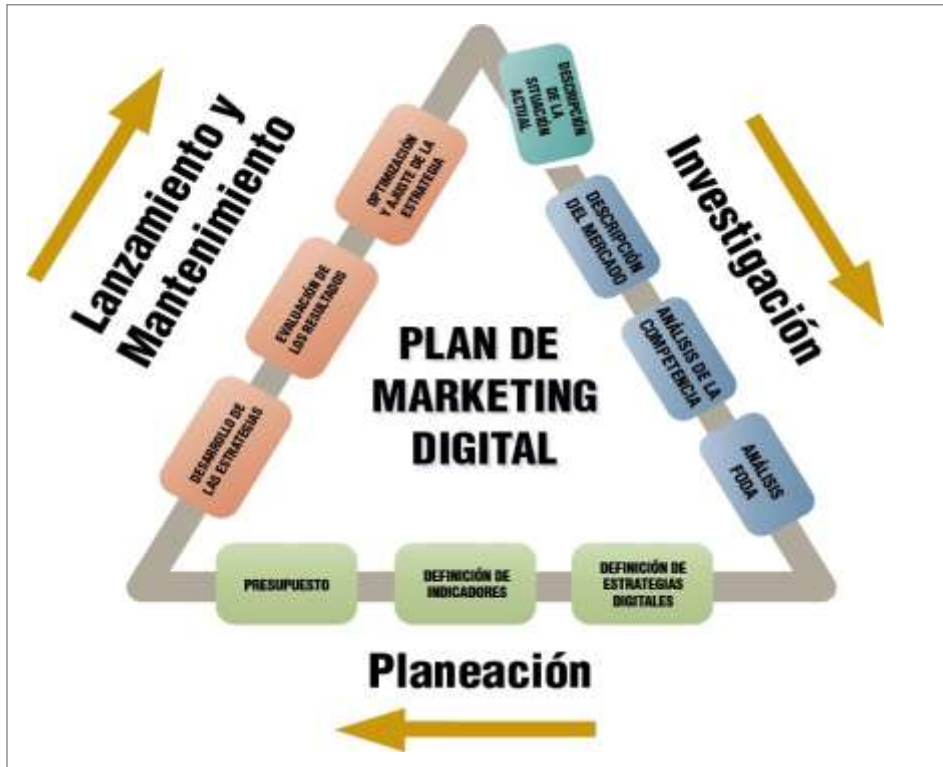 DESCRIPCIÓN
DE LA
SITUACIÓN
ACTUAL
Investigación
DESCRIPCIÓN
DEL MERCADO
ANÁLISIS DE LA
COMPETENCIA
ANÁLISIS
FODA
DEFINICIÓN DE
ESTRATEGIAS
DIGITALES
DEFINICIÓN DE
INDICADORES
PRESUPUESTO
Planeación
DESARROLLO DE
LAS ESTRATEGIAS
EVALUACIÓN DE
LOS RESULTADOS
OPTIMIZACIÓN
Y AJUSTE DE LA
ESTRATEGIA
Lanzamiento y
Mantenimiento
PLAN DE
MARKETING
DIGITAL